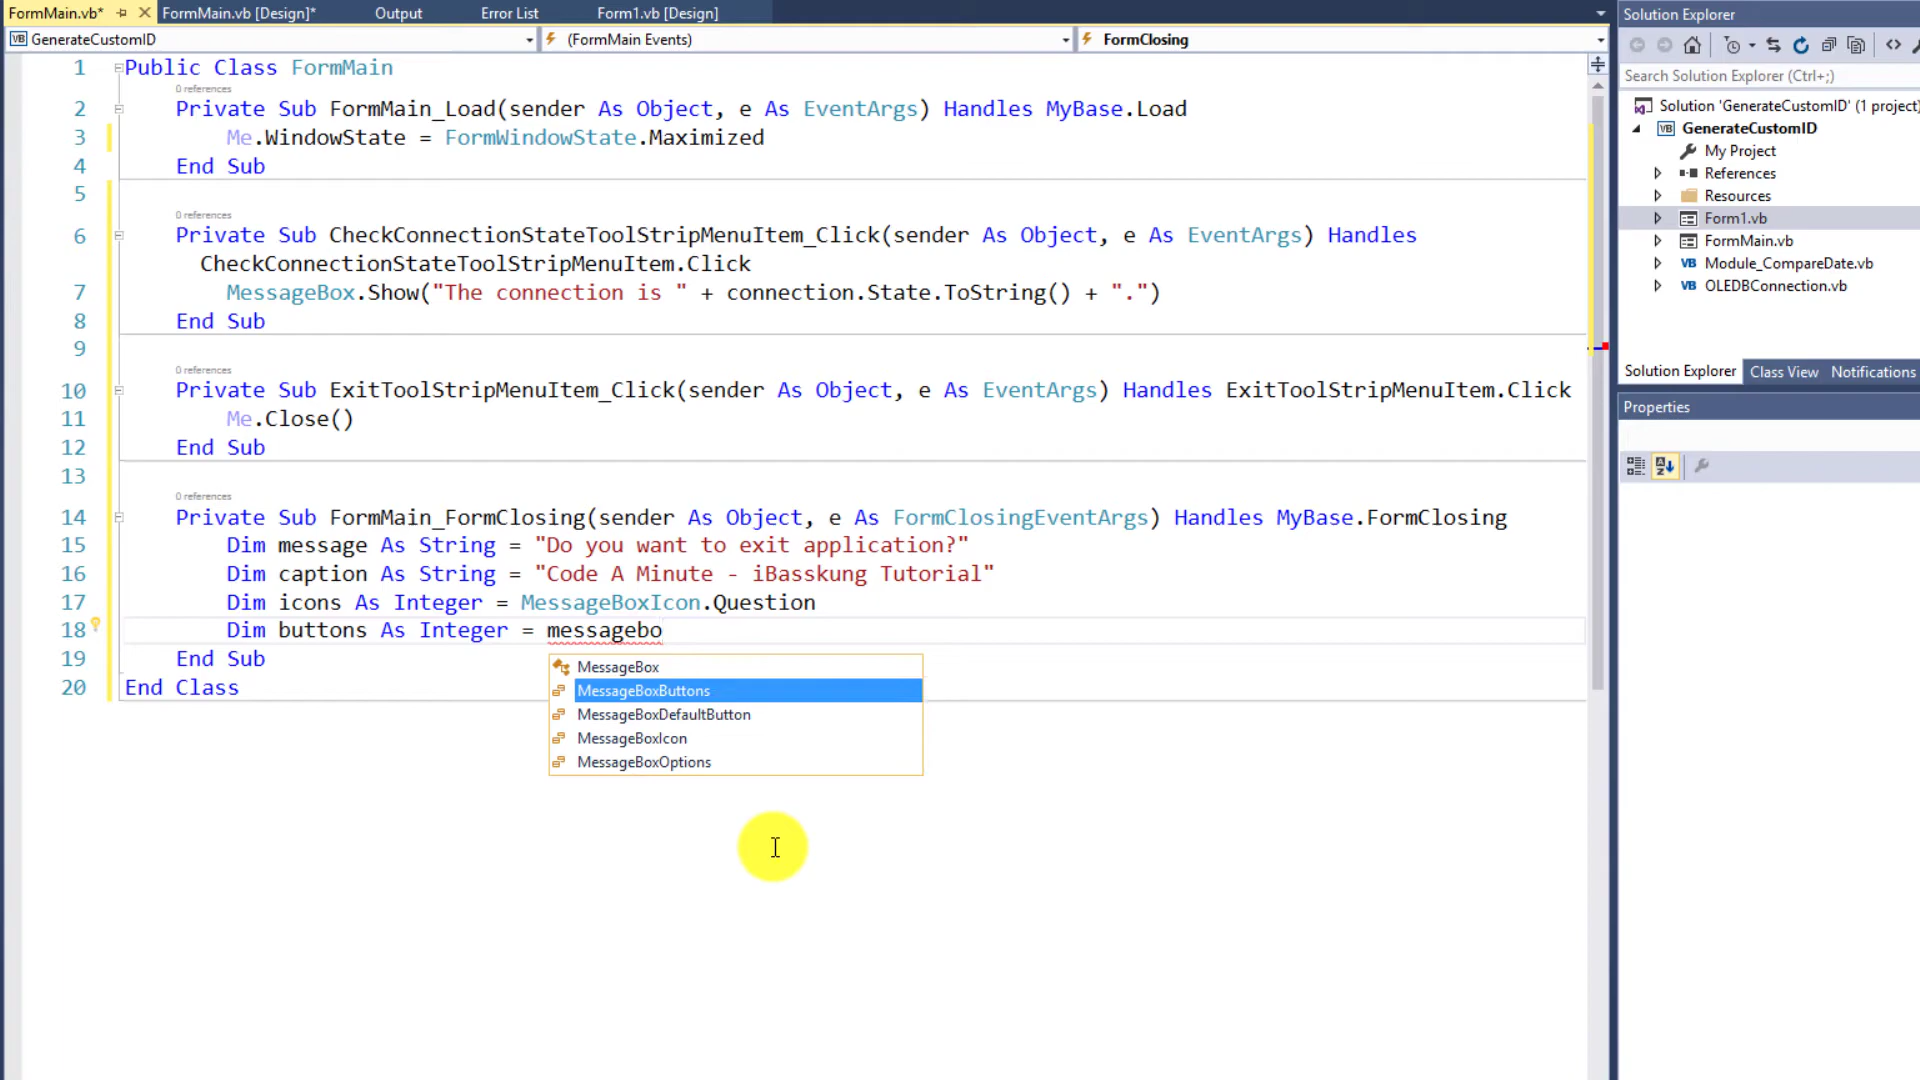 FormMain.vb*
FormMain.vb [Design]*
Output
Error List
Form1.vb [Design]
GenerateCustomID
(FormMain Events)
FormClosing
1 Public Class FormMain
0 references
2 Private Sub FormMain_Load(sender As Object, e As EventArgs) Handles MyBase.Load
3 Me.WindowState = FormWindowState.Maximized
4 End Sub
5
0 references
6 Private Sub CheckConnectionStateToolStripMenuItem_Click(sender As Object, e As EventArgs) Handles
CheckConnectionStateToolStripMenuItem.Click
7 MessageBox.Show("The connection is " + connection.State.ToString() + ".")
8 End Sub
9
0 references
10 Private Sub ExitToolStripMenuItem_Click(sender As Object, e As EventArgs) Handles ExitToolStripMenuItem.Click
11 Me.Close()
12 End Sub
13
0 references
14 Private Sub FormMain_FormClosing(sender As Object, e As FormClosingEventArgs) Handles MyBase.FormClosing
15 Dim message As String = "Do you want to exit application?"
16 Dim caption As String = "Code A Minute - iBasskung Tutorial"
17 Dim icons As Integer = MessageBoxIcon.Question
18 Dim buttons As Integer = messagebo
19 End Sub
20 End Class
MessageBox
MessageBoxButtons
MessageBoxDefaultButton
MessageBoxIcon
MessageBoxOptions
Solution Explorer
Search Solution Explorer (Ctrl+;)
Solution 'GenerateCustomID' (1 project)
VB GenerateCustomID
My Project
References
Resources
Form1.vb
FormMain.vb
VB Module_CompareDate.vb
VB OLEDBConnection.vb
Solution Explorer
Class View
Notifications
Properties